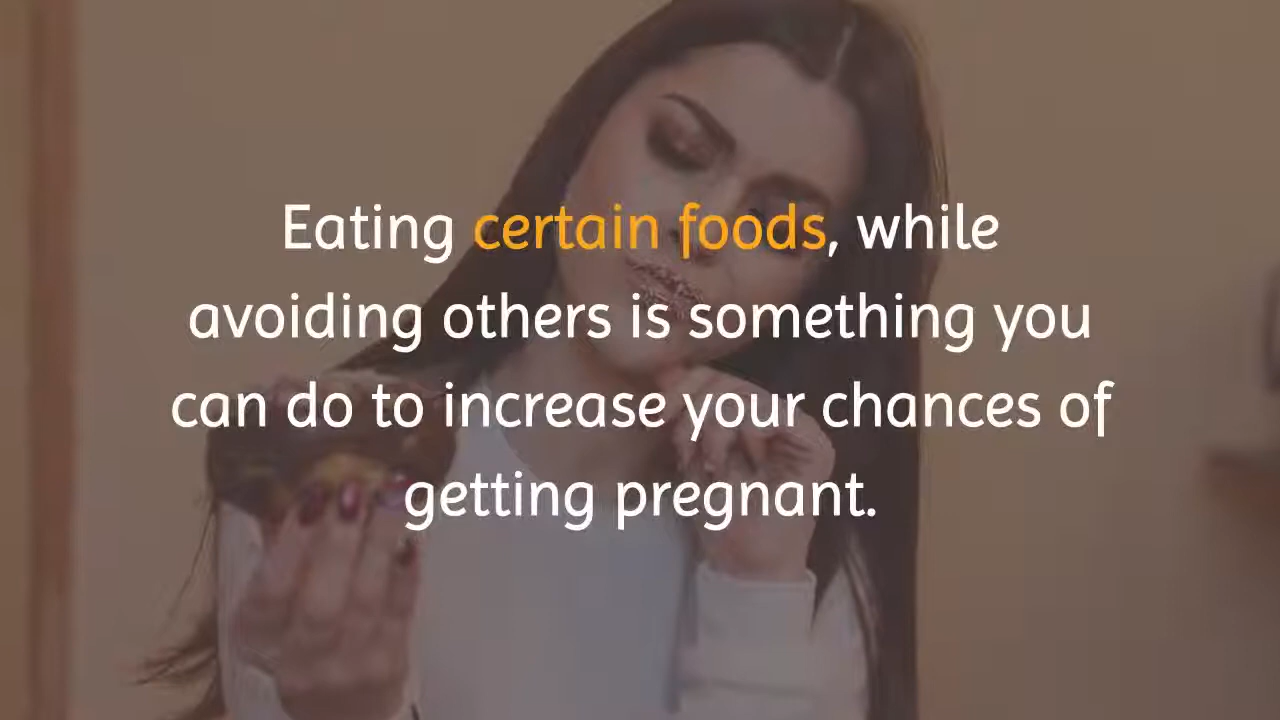 Eating certain foods, while
avoiding others is something you
can do to increase your chances of
getting pregnant.